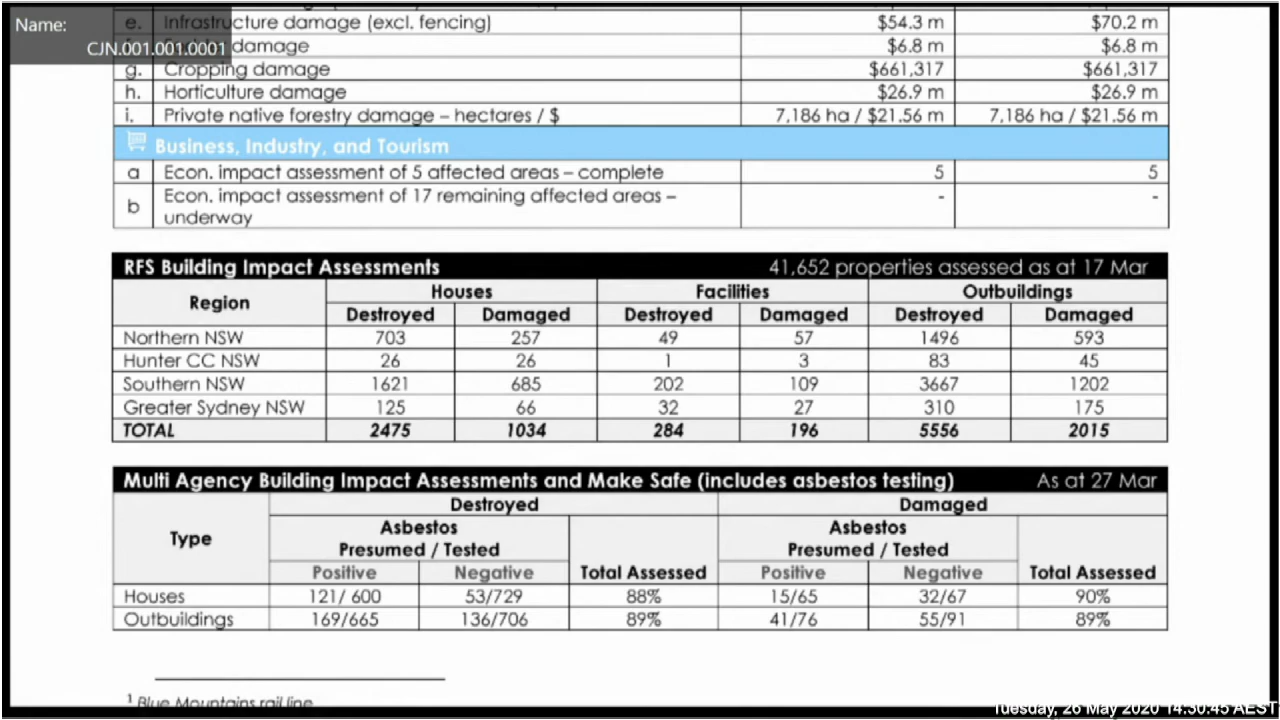 Name:
CJN.001.001.0001
e. Infrastructure damage (excl. fencing) $54.3 m $70.2 m
damage $6.8 m $6.8 m
g. Cropping damage $661,317 $661,317
h. Horticulture damage $26.9 m $26.9 m
i. Private native forestry damage – hectares / $ 7,186 ha / $21.56 m 7,186 ha / $21.56 m
Business, Industry, and Tourism
a Econ. impact assessment of 5 affected areas – complete 5 5
b Econ. impact assessment of 17 remaining affected areas – - -
underway
RFS Building Impact Assessments 41,652 properties assessed as at 17 Mar
Region Houses Facilities Outbuildings
Destroyed Damaged Destroyed Damaged Destroyed Damaged
Northern NSW 703 257 49 57 1496 593
Hunter CC NSW 26 26 1 3 83 45
Southern NSW 1621 685 202 109 3667 1202
Greater Sydney NSW 125 66 32 27 310 175
TOTAL 2475 1034 284 196 5556 2015
Multi Agency Building Impact Assessments and Make Safe (includes asbestos testing) As at 27 Mar
Type Destroyed Damaged
Asbestos Asbestos
Presumed / Tested Presumed / Tested
Positive Negative Total Assessed Positive Negative Total Assessed
Houses 121/ 600 53/729 88% 15/65 32/67 90%
Outbuildings 169/665 136/706 89% 41/76 55/91 89%
1 Blue Mountains rail line
Tuesday, 26 May 2020 14:30:45 AEST